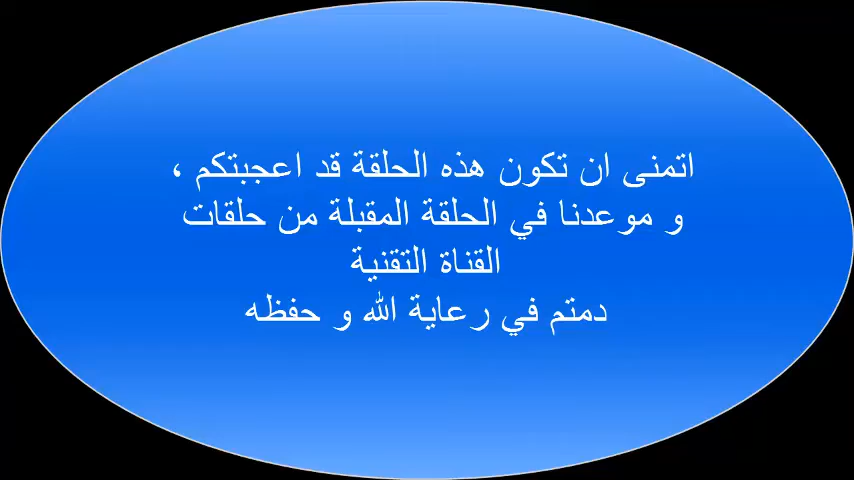 اتمنى ان تكون هذه الحلقة قد اعجبتكم ،
و موعدنا في الحلقة المقبلة من حلقات
القناة التقنية
دمتم في رعاية الله و حفظه